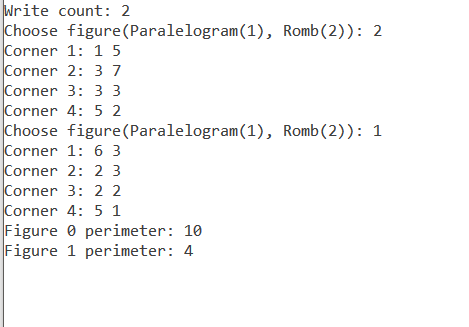 Write count: 2
Choose figure(Paralelogram(1), Romb(2)): 2
Corner 1: 1 5
Corner 2: 3 7
Corner 3: 3 3
Corner 4: 5 2
Choose figure(Paralelogram(1), Romb(2)): 1
Corner 1: 6 3
Corner 2: 2 3
Corner 3: 2 2
Corner 4: 5 1
Figure 0 perimeter: 10
Figure 1 perimeter: 4